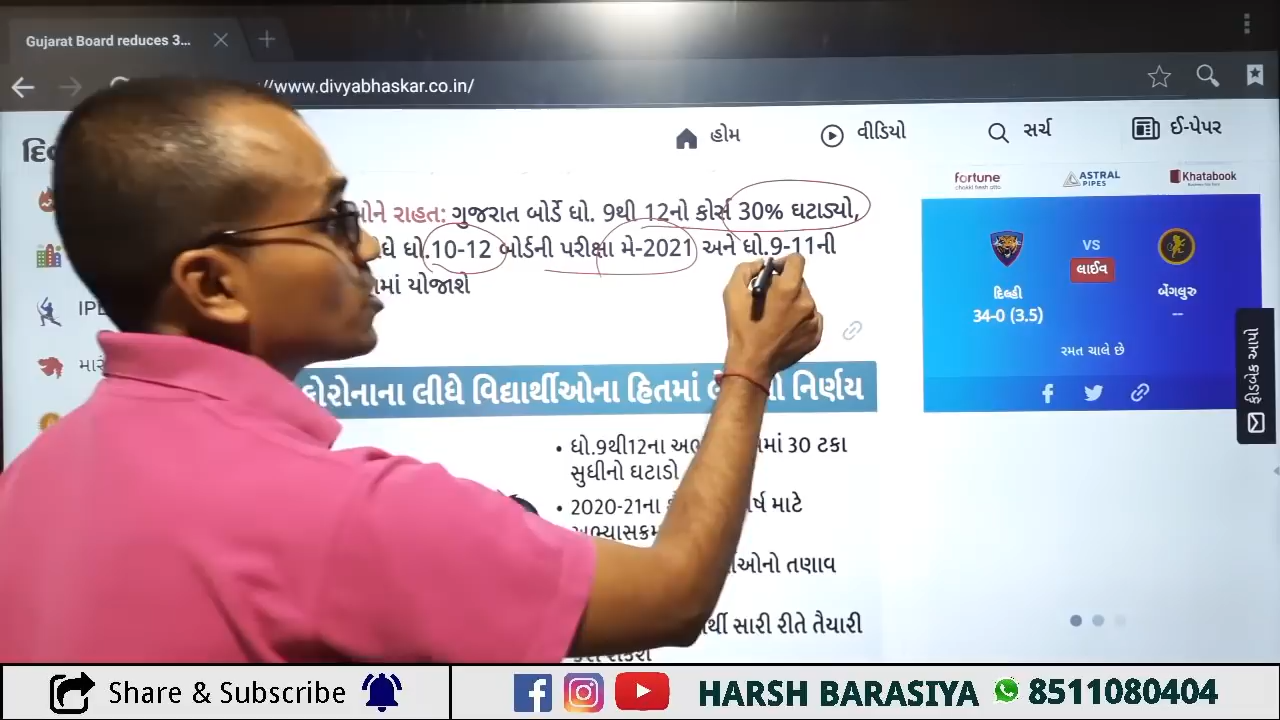 Gujarat Board reduces 3...
//www.divyabhaskar.co.in/
હોમ
વીડિયો
સર્ચ
ઈ-પેપર
રાહત: ગુજરાત બોર્ડે ધો. 9થી 12નો કોર્સ 30% ઘટાડ્યો,
ધો.10-12 બોર્ડની પરીક્ષા મે-2021 અને ધો.9-11ની
યોજાશે
fortune
ASTRAL
PIPES
Khatabook
VS
લાઈવ
દિલ્હી
બેંગલુરુ
34-0 (3.5)
--
રમત ચાલે છે
ફીડબેક આપો
કોરોનાના લીધે વિદ્યાર્થીઓના હિતમાં નિર્ણય
• ધો.9થી12ના 30 ટકા
સુધીનો ઘટાડો
• 2020-21ના માટે
તણાવ
સારી રીતે તૈયારી
Share & Subscribe
HARSH BARASIYA 8511080404